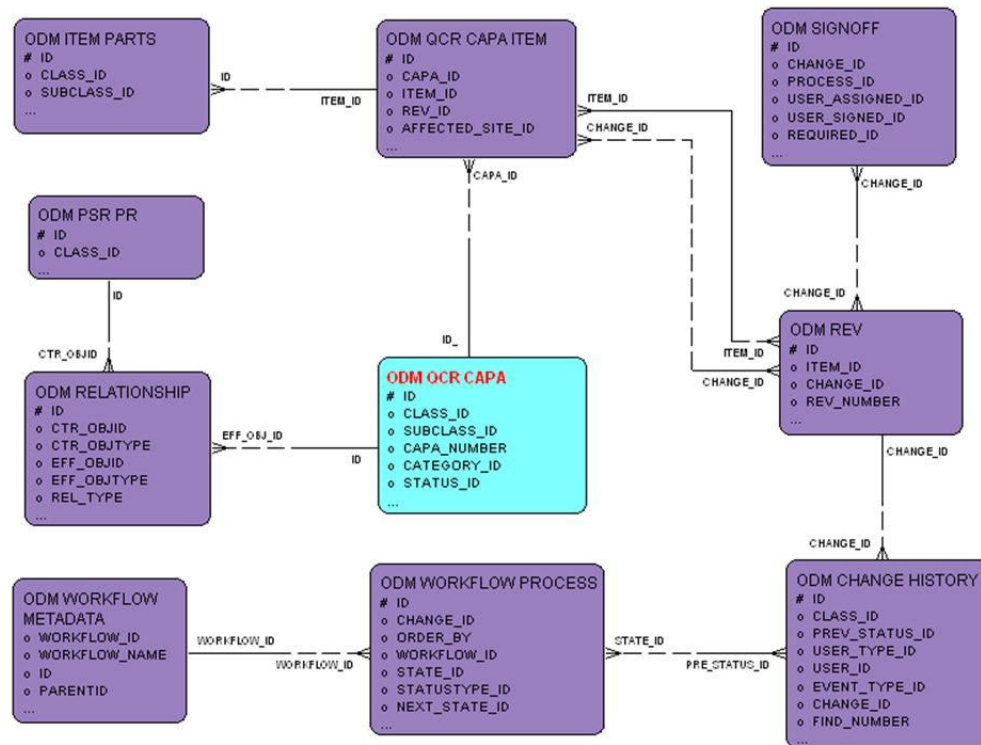 ODM ITEM PARTS
# ID
o CLASS_ID
o SUBCLASS_ID
...
ID
ITEM_ID
ODM QCR CAPA ITEM
# ID
o CAPA_ID
o ITEM_ID
o REV_ID
o AFFECTED_SITE_ID
...
ITEM_ID
CHANGE_ID
CAPA_ID
ODM SIGNOFF
# ID
o CHANGE_ID
o PROCESS_ID
o USER_ASSIGNED_ID
o USER_SIGNED_ID
o REQUIRED_ID
...
CHANGE_ID
CHANGE_ID
ODM PSR PR
# ID
o CLASS_ID
...
ID
CTR_OBJID
ID_
ITEM_ID
CHANGE_ID
ODM REV
# ID
o ITEM_ID
o CHANGE_ID
o REV_NUMBER
...
CHANGE_ID
ODM RELATIONSHIP
# ID
o CTR_OBJID
o CTR_OBJTYPE
o EFF_OBJID
o EFF_OBJTYPE
o REL_TYPE
...
EFF_OBJ_ID
ID
ODM QCR CAPA
# ID
o CLASS_ID
o SUBCLASS_ID
o CAPA_NUMBER
o CATEGORY_ID
o STATUS_ID
...
CHANGE_ID
ODM WORKFLOW
METADATA
o WORKFLOW_ID
o WORKFLOW_NAME
o ID
o PARENTID
...
WORKFLOW_ID
WORKFLOW_ID
ODM WORKFLOW PROCESS
# ID
o CHANGE_ID
o ORDER_BY
o WORKFLOW_ID
o STATE_ID
o STATUSTYPE_ID
o NEXT_STATE_ID
...
STATE_ID
PRE_STATUS_ID
ODM CHANGE HISTORY
# ID
o CLASS_ID
o PREV_STATUS_ID
o USER_TYPE_ID
o USER_ID
o EVENT_TYPE_ID
o CHANGE_ID
o FIND_NUMBER
...